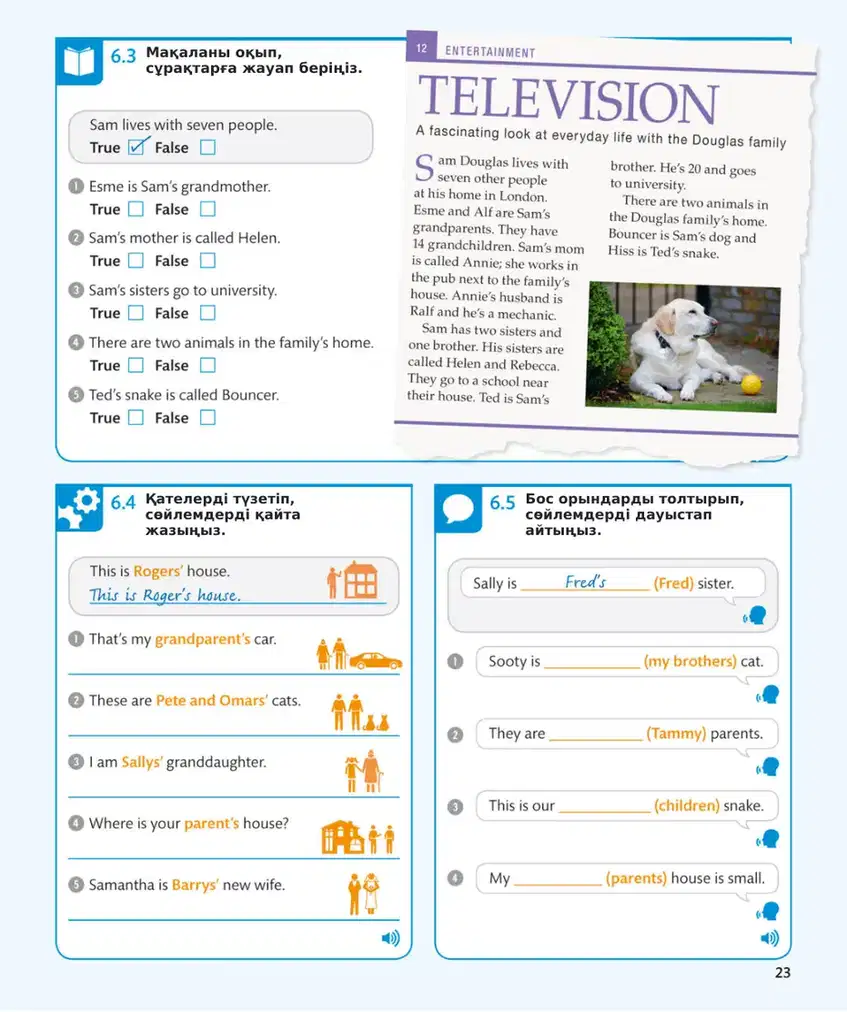 6.3 Мақаланы оқып,
сұрақтарға жауап беріңіз.
Sam lives with seven people.
True ✓ False
1 Esme is Sam's grandmother.
True False
2 Sam's mother is called Helen.
True False
3 Sam's sisters go to university.
True False
4 There are two animals in the family's home.
True False
5 Ted's snake is called Bouncer.
True False
12 ENTERTAINMENT
TELEVISION
A fascinating look at everyday life with the Douglas family
Sam Douglas lives with
seven other people
at his home in London.
Esme and Alf are Sam's
grandparents. They have
14 grandchildren. Sam's mom
is called Annie; she works in
the pub next to the family's
house. Annie's husband is
Ralf and he's a mechanic.
Sam has two sisters and
one brother. His sisters are
called Helen and Rebecca.
They go to a school near
their house. Ted is Sam's
brother. He's 20 and goes
to university.
There are two animals in
the Douglas family's home.
Bouncer is Sam's dog and
Hiss is Ted's snake.
6.4 Қателерді түзетіп,
сөйлемдерді қайта
жазыңыз.
This is Rogers' house.
This is Roger's house.
1 That's my grandparent's car.
2 These are Pete and Omars' cats.
3 I am Sallys' granddaughter.
4 Where is your parent's house?
5 Samantha is Barrys' new wife.
6.5 Бос орындарды толтырып,
сөйлемдерді дауыстап
айтыңыз.
Sally is Fred's (Fred) sister.
1 Sooty is ____________ (my brothers) cat.
2 They are ____________ (Tammy) parents.
3 This is our ____________ (children) snake.
4 My ____________ (parents) house is small.
23